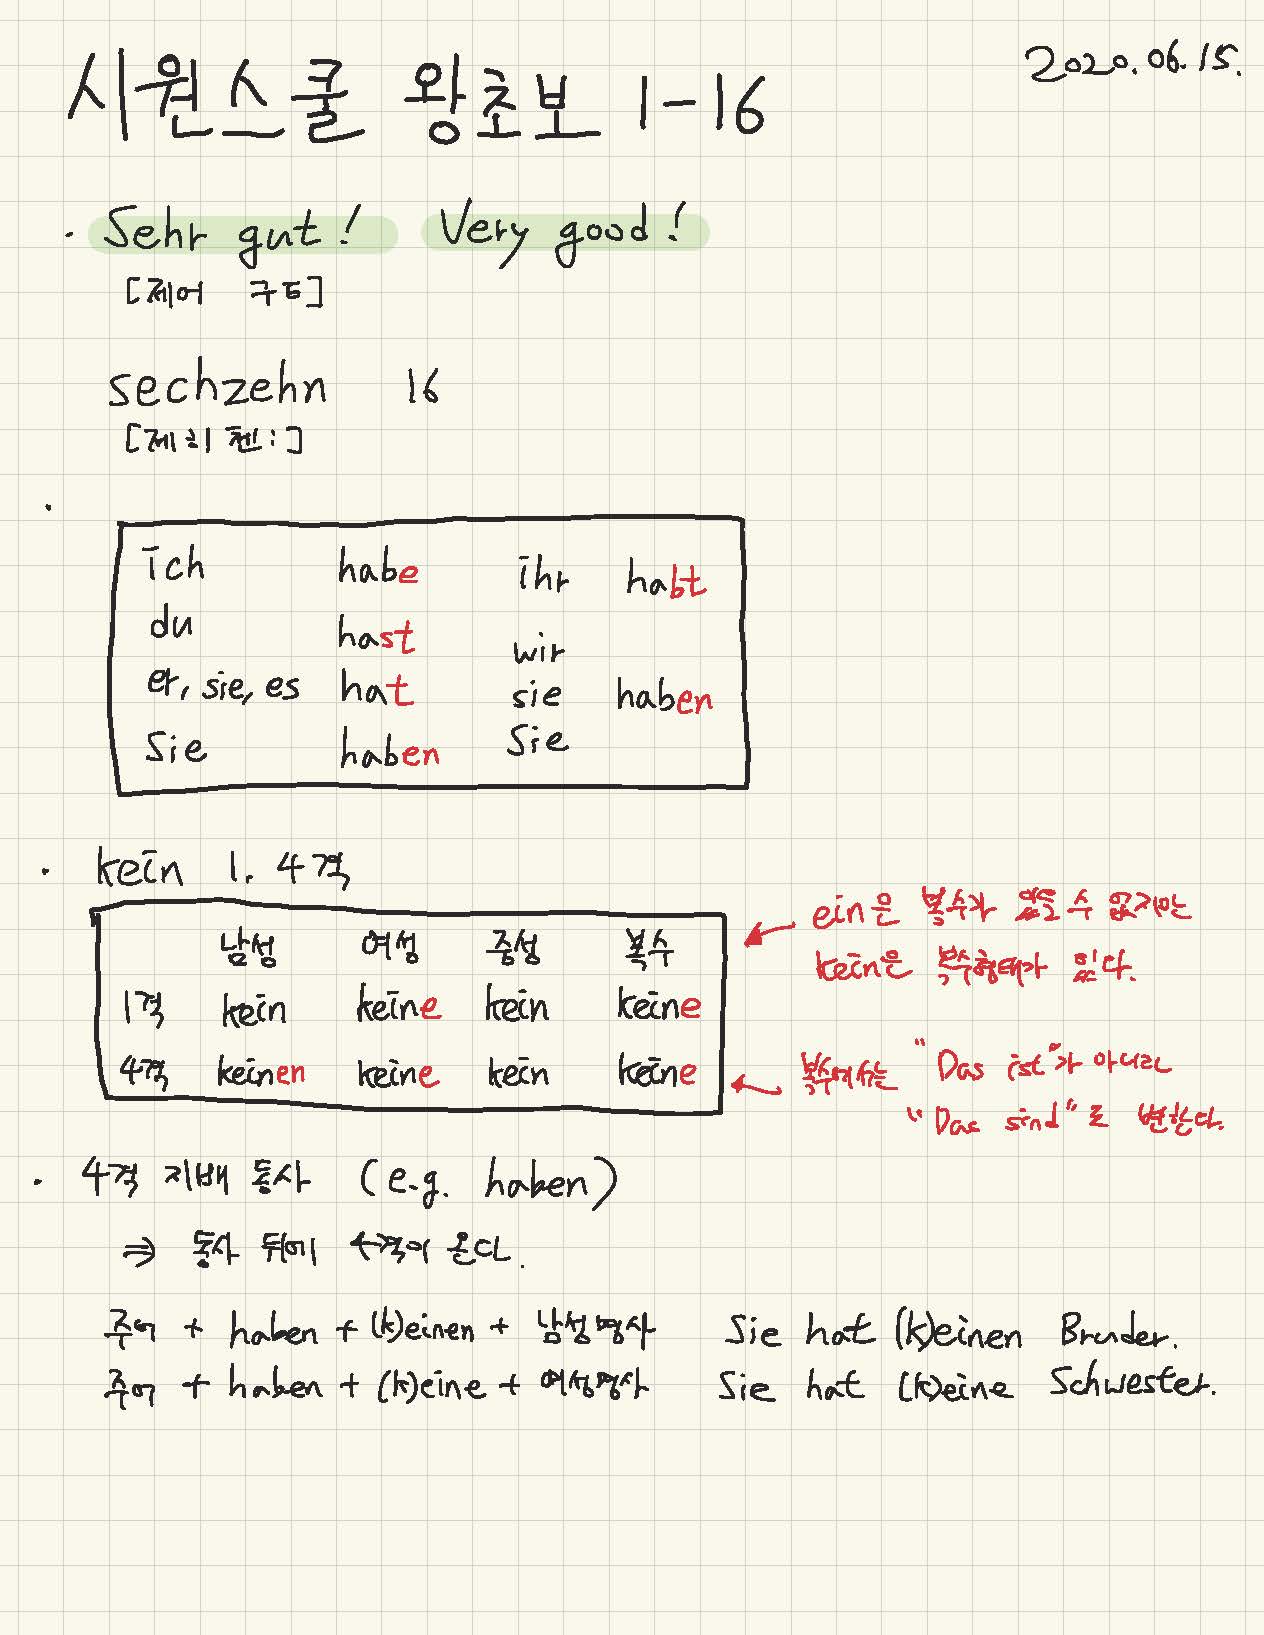 시원스쿨 왕초보 1-16
2020.06.15.
· Sehr gut! Very good!
[제어 구트]
sechzehn 16
[제히첸:]
ich habe ihr habt
du hast wir
er, sie, es hat sie haben
Sie haben Sie
· kein 1. 4격
남성 여성 중성 복수
1격 kein keine kein keine
4격 keinen keine kein keine
ein은 복수가 있을 수 없지만
kein은 복수형태가 있다.
복수에서는 "Das ist"가 아니라
"Das sind"로 변한다.
· 4격 지배 동사 (e.g. haben)
⇒ 동사 뒤에 4격이 온다.
주어 + haben + (k)einen + 남성명사 Sie hat (k)einen Bruder.
주어 + haben + (k)eine + 여성명사 Sie hat (k)eine Schwester.